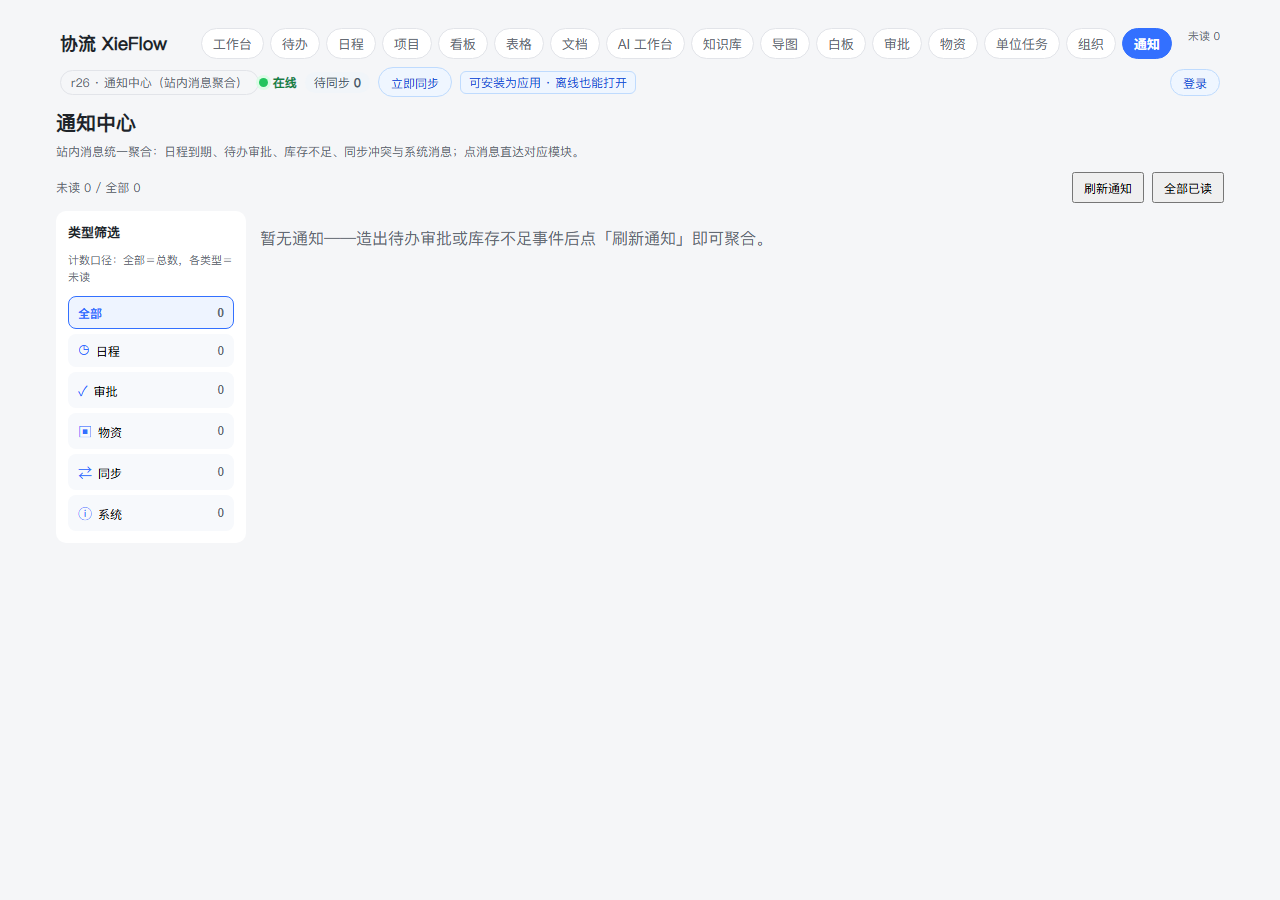 协流 XieFlow 工作台 待办 日程 项目 看板 表格 文档 AI 工作台 知识库 导图 白板 审批 物资 单位任务 组织 通知 未读 0
r26 · 通知中心（站内消息聚合） 在线 待同步 0 立即同步 可安装为应用 · 离线也能打开 登录
通知中心
站内消息统一聚合：日程到期、待办审批、库存不足、同步冲突与系统消息；点消息直达对应模块。
未读 0 / 全部 0 刷新通知 全部已读
类型筛选
计数口径：全部＝总数，各类型＝
未读
全部 0
日程 0
审批 0
物资 0
同步 0
系统 0
暂无通知——造出待办审批或库存不足事件后点「刷新通知」即可聚合。